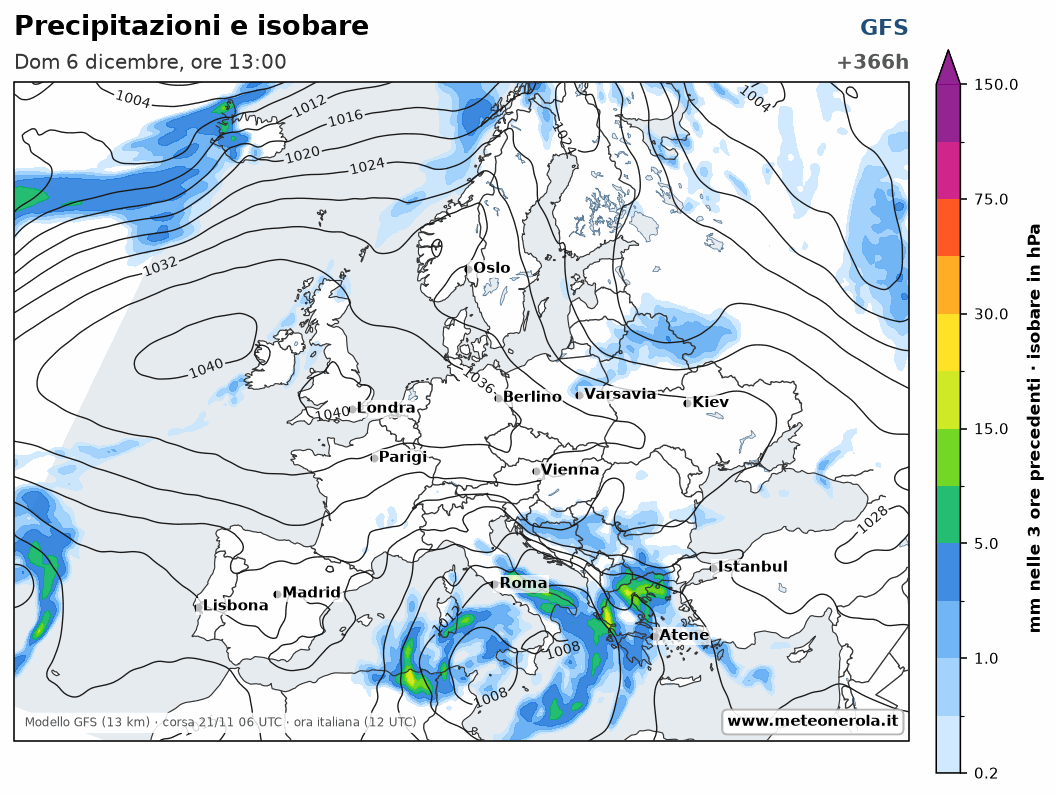 Precipitazioni e isobare
GFS
Dom 6 dicembre, ore 13:00
+366h
1004
1012
1016
1020
1024
1024
1004
1032
1040
1036
1040
1028
1012
1008
1008
Oslo
Londra
Berlino
Varsavia
Kiev
Parigi
Vienna
Istanbul
Roma
Madrid
Lisbona
Atene
Modello GFS (13 km) · corsa 21/11 06 UTC · ora italiana (12 UTC)
www.meteonerola.it
150.0
75.0
30.0
15.0
5.0
1.0
0.2
mm nelle 3 ore precedenti · isobare in hPa